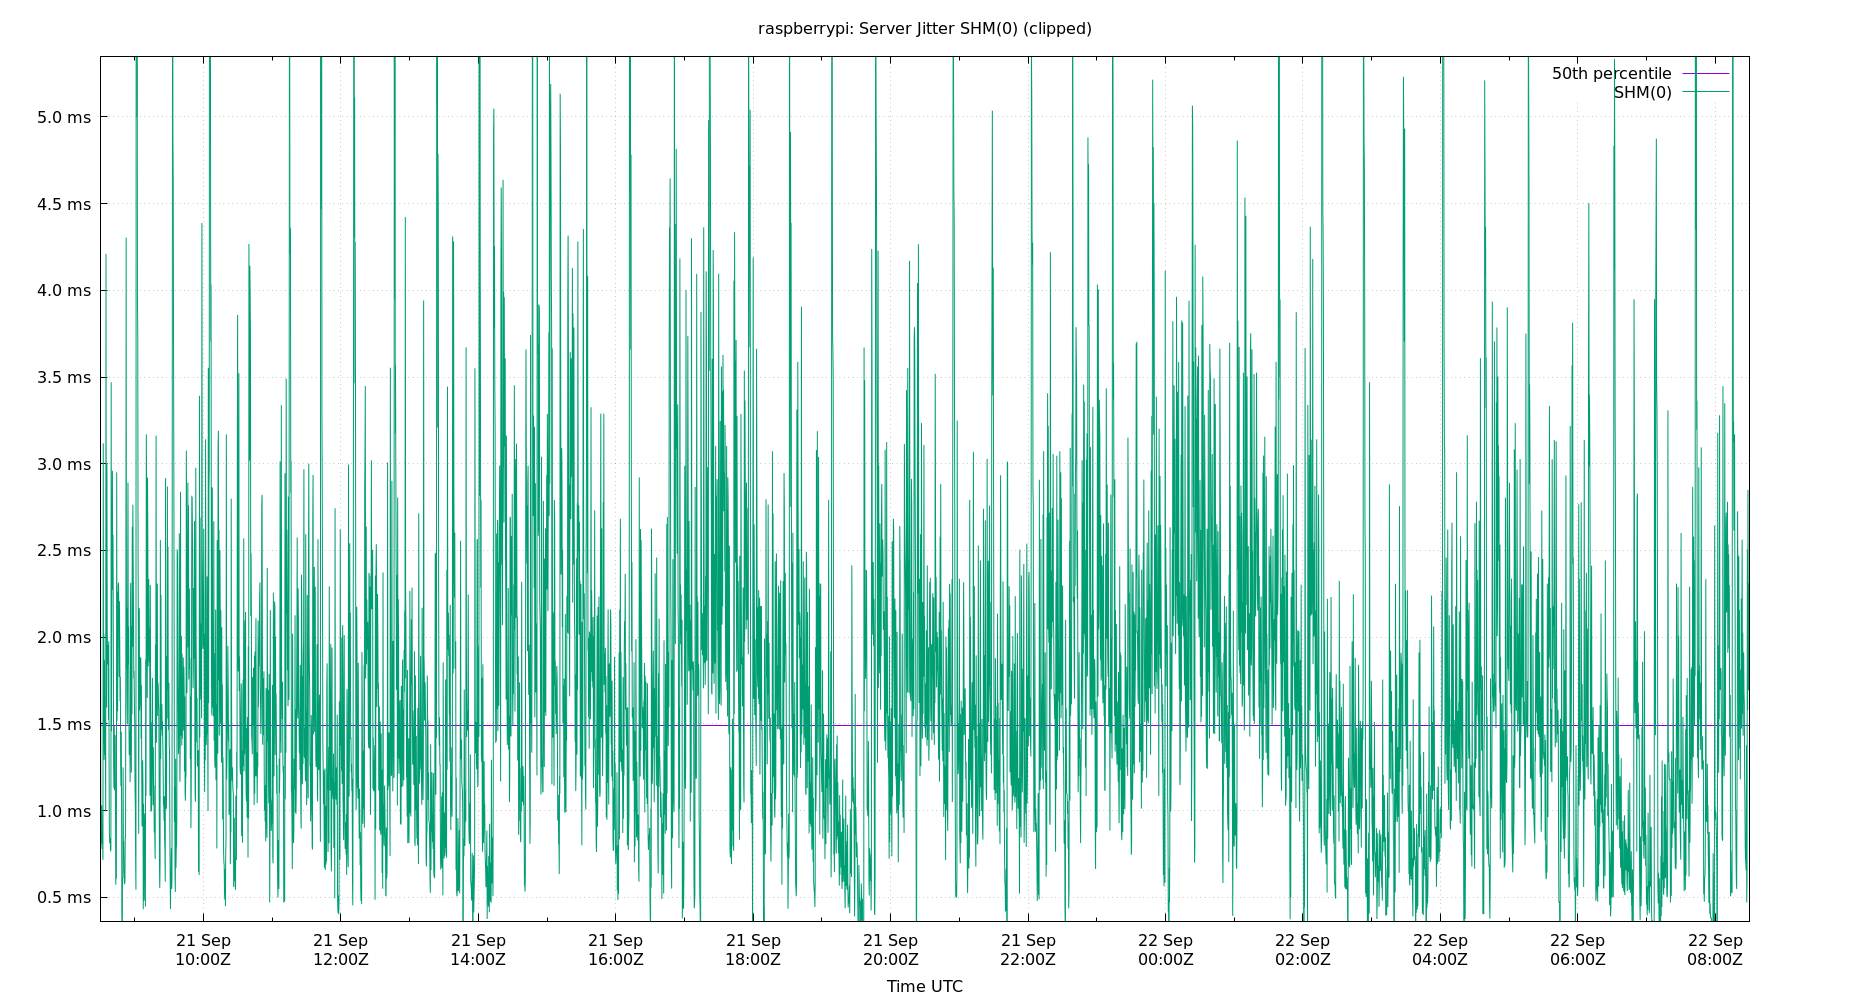 raspberrypi: Server Jitter SHM(0) (clipped)
50th percentile
SHM(0)
5.0 ms
4.5 ms
4.0 ms
3.5 ms
3.0 ms
2.5 ms
2.0 ms
1.5 ms
1.0 ms
0.5 ms
21 Sep 21 Sep 21 Sep 21 Sep 21 Sep 21 Sep 21 Sep 22 Sep 22 Sep 22 Sep 22 Sep 22 Sep
10:00Z 12:00Z 14:00Z 16:00Z 18:00Z 20:00Z 22:00Z 00:00Z 02:00Z 04:00Z 06:00Z 08:00Z
Time UTC